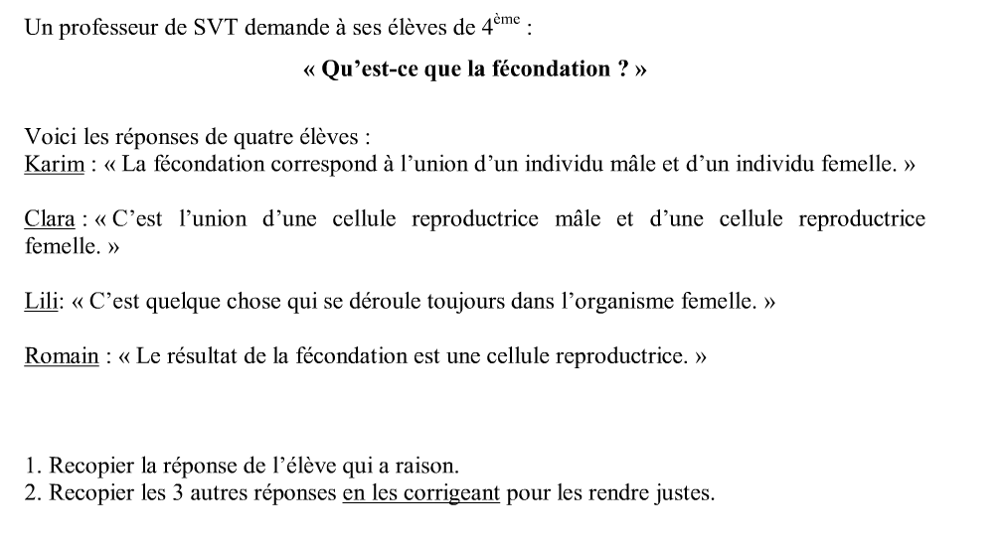 Un professeur de SVT demande à ses élèves de 4ème :
« Qu’est-ce que la fécondation ? »
Voici les réponses de quatre élèves :
Karim : « La fécondation correspond à l’union d’un individu mâle et d’un individu femelle. »
Clara : « C’est l’union d’une cellule reproductrice mâle et d’une cellule reproductrice
femelle. »
Lili: « C’est quelque chose qui se déroule toujours dans l’organisme femelle. »
Romain : « Le résultat de la fécondation est une cellule reproductrice. »
1. Recopier la réponse de l’élève qui a raison.
2. Recopier les 3 autres réponses en les corrigeant pour les rendre justes.